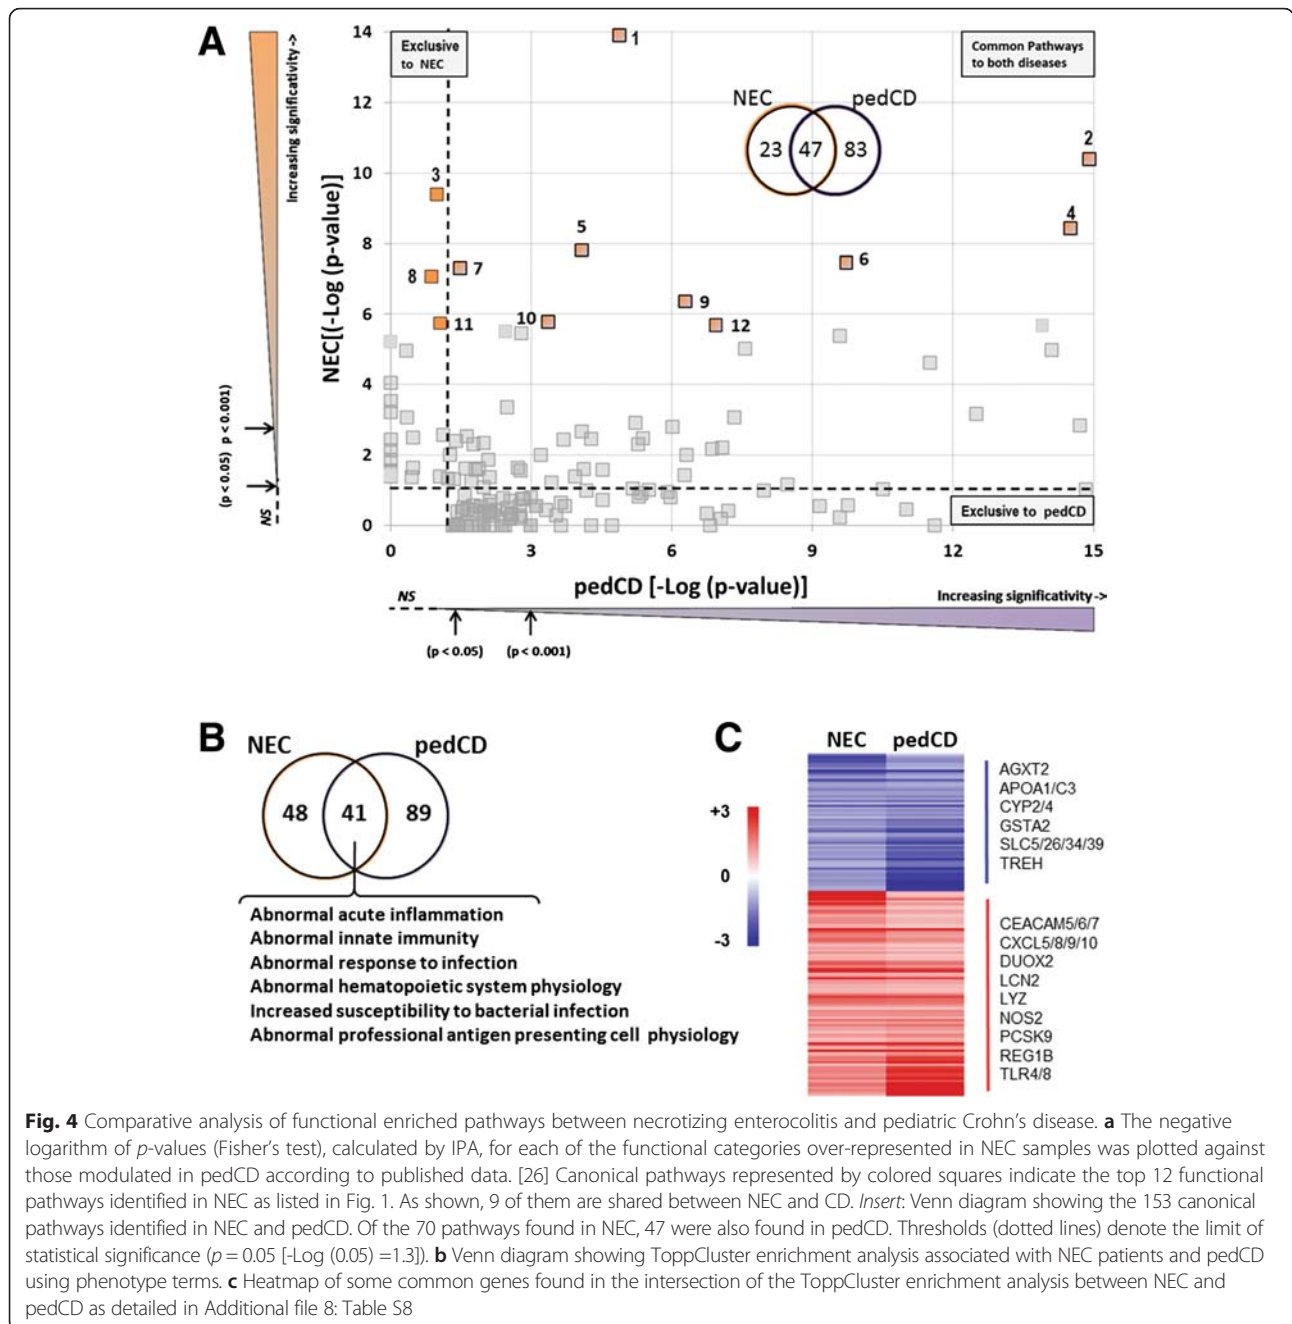 A
Increasing significativity ->
(p < 0.05) p < 0.001)
NS
NEC[(-Log (p-value)]
14
12
10
8
6
4
2
0
Exclusive
to NEC
Common Pathways
to both diseases
NEC pedCD
23 47 83
1
2
3
4
5
6
7
8
9
10
11
12
Exclusive to pedCD
0 3 6 9 12 15
pedCD [-Log (p-value)]
NS
Increasing significativity ->
(p < 0.05) (p < 0.001)
B
NEC pedCD
48 41 89
Abnormal acute inflammation
Abnormal innate immunity
Abnormal response to infection
Abnormal hematopoietic system physiology
Increased susceptibility to bacterial infection
Abnormal professional antigen presenting cell physiology
C
NEC pedCD
+3
0
-3
AGXT2
APOA1/C3
CYP2/4
GSTA2
SLC5/26/34/39
TREH
CEACAM5/6/7
CXCL5/8/9/10
DUOX2
LCN2
LYZ
NOS2
PCSK9
REG1B
TLR4/8
Fig. 4 Comparative analysis of functional enriched pathways between necrotizing enterocolitis and pediatric Crohn's disease. a The negative
logarithm of p-values (Fisher's test), calculated by IPA, for each of the functional categories over-represented in NEC samples was plotted against
those modulated in pedCD according to published data. [26] Canonical pathways represented by colored squares indicate the top 12 functional
pathways identified in NEC as listed in Fig. 1. As shown, 9 of them are shared between NEC and CD. Insert: Venn diagram showing the 153 canonical
pathways identified in NEC and pedCD. Of the 70 pathways found in NEC, 47 were also found in pedCD. Thresholds (dotted lines) denote the limit of
statistical significance (p = 0.05 [-Log (0.05) =1.3]). b Venn diagram showing ToppCluster enrichment analysis associated with NEC patients and pedCD
using phenotype terms. c Heatmap of some common genes found in the intersection of the ToppCluster enrichment analysis between NEC and
pedCD as detailed in Additional file 8: Table S8